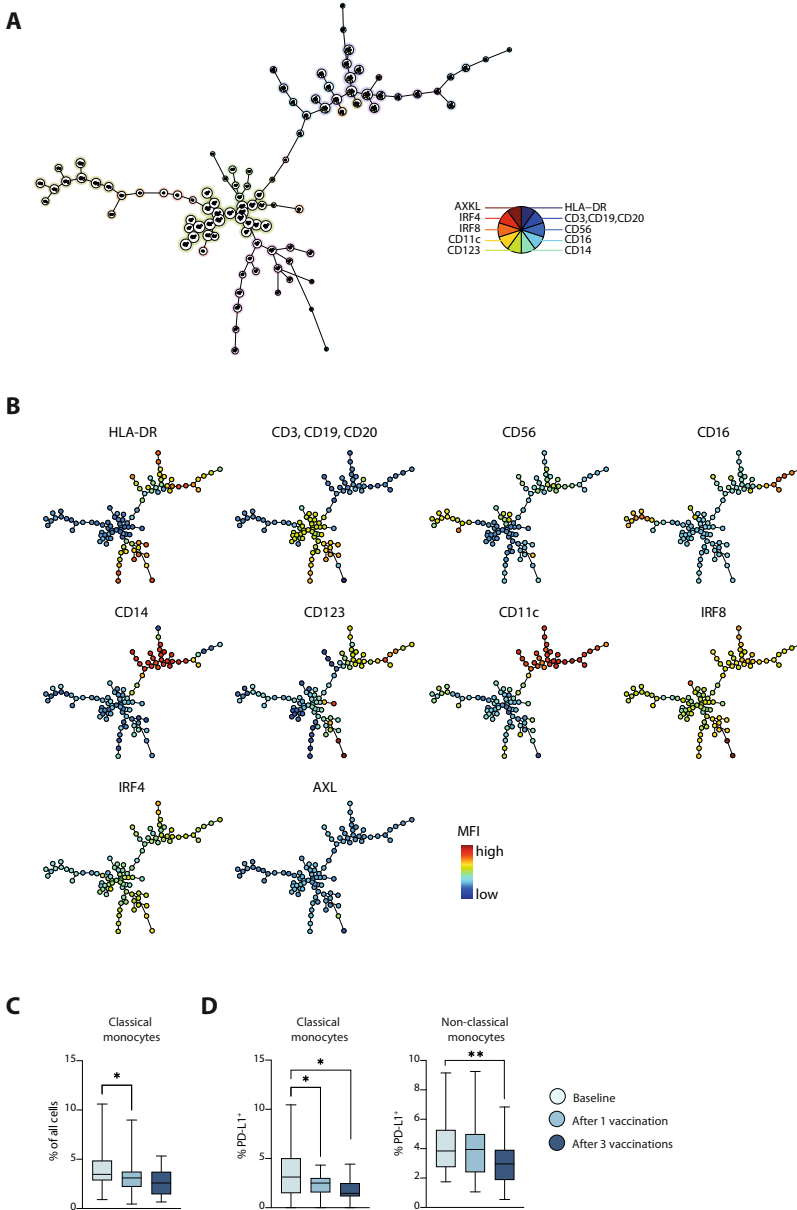 A
AXKL
IRF4
IRF8
CD11c
CD123
HLA–DR
CD3,CD19,CD20
CD56
CD16
CD14
B
HLA-DR
CD3, CD19, CD20
CD56
CD16
CD14
CD123
CD11c
IRF8
IRF4
AXL
MFI
high
low
C
Classical
monocytes
% of all cells
15
10
5
0
*
D
Classical
monocytes
% PD-L1⁺
15
10
5
0
*
*
Non-classical
monocytes
% PD-L1⁺
10
8
6
4
2
0
**
Baseline
After 1 vaccination
After 3 vaccinations